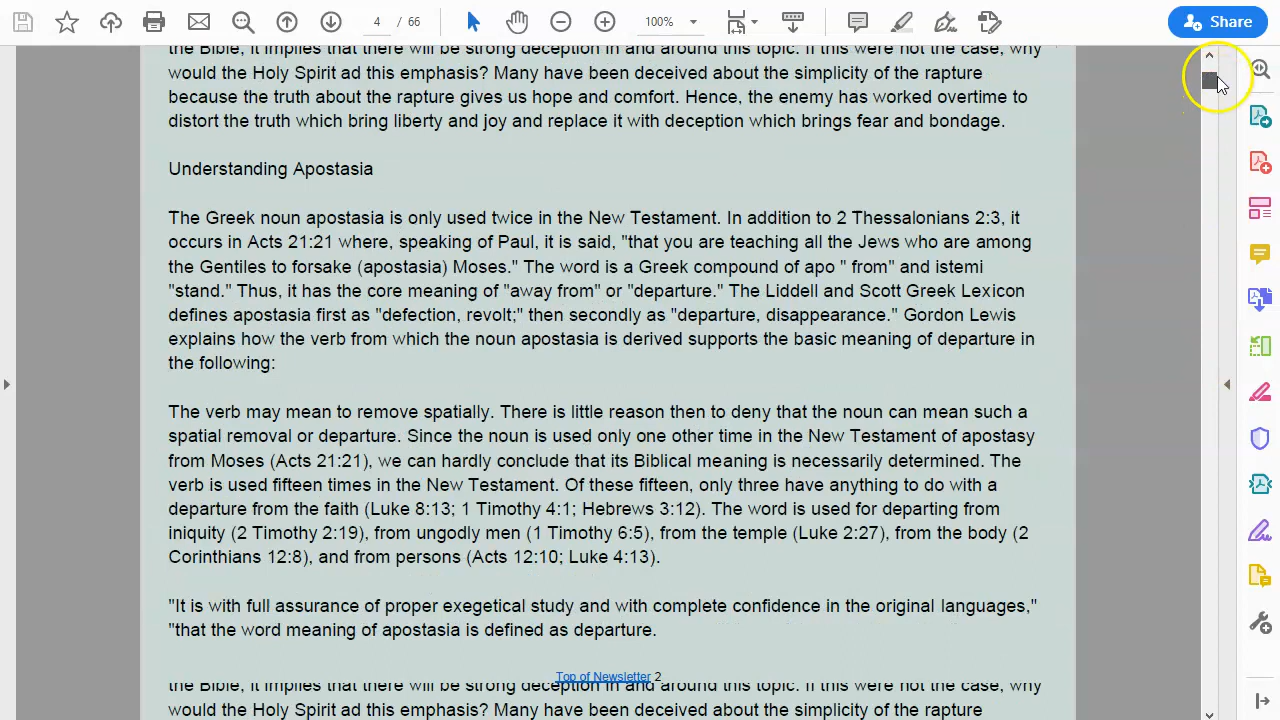 4 / 66
100%
Share
the Bible, it implies that there will be strong deception in and around this topic. If this were not the case, why
would the Holy Spirit ad this emphasis? Many have been deceived about the simplicity of the rapture
because the truth about the rapture gives us hope and comfort. Hence, the enemy has worked overtime to
distort the truth which bring liberty and joy and replace it with deception which brings fear and bondage.
Understanding Apostasia
The Greek noun apostasia is only used twice in the New Testament. In addition to 2 Thessalonians 2:3, it
occurs in Acts 21:21 where, speaking of Paul, it is said, "that you are teaching all the Jews who are among
the Gentiles to forsake (apostasia) Moses." The word is a Greek compound of apo " from" and istemi
"stand." Thus, it has the core meaning of "away from" or "departure." The Liddell and Scott Greek Lexicon
defines apostasia first as "defection, revolt;" then secondly as "departure, disappearance." Gordon Lewis
explains how the verb from which the noun apostasia is derived supports the basic meaning of departure in
the following:
The verb may mean to remove spatially. There is little reason then to deny that the noun can mean such a
spatial removal or departure. Since the noun is used only one other time in the New Testament of apostasy
from Moses (Acts 21:21), we can hardly conclude that its Biblical meaning is necessarily determined. The
verb is used fifteen times in the New Testament. Of these fifteen, only three have anything to do with a
departure from the faith (Luke 8:13; 1 Timothy 4:1; Hebrews 3:12). The word is used for departing from
iniquity (2 Timothy 2:19), from ungodly men (1 Timothy 6:5), from the temple (Luke 2:27), from the body (2
Corinthians 12:8), and from persons (Acts 12:10; Luke 4:13).
"It is with full assurance of proper exegetical study and with complete confidence in the original languages,"
"that the word meaning of apostasia is defined as departure.
Top of Newsletter 2
the Bible, it implies that there will be strong deception in and around this topic. If this were not the case, why
would the Holy Spirit ad this emphasis? Many have been deceived about the simplicity of the rapture